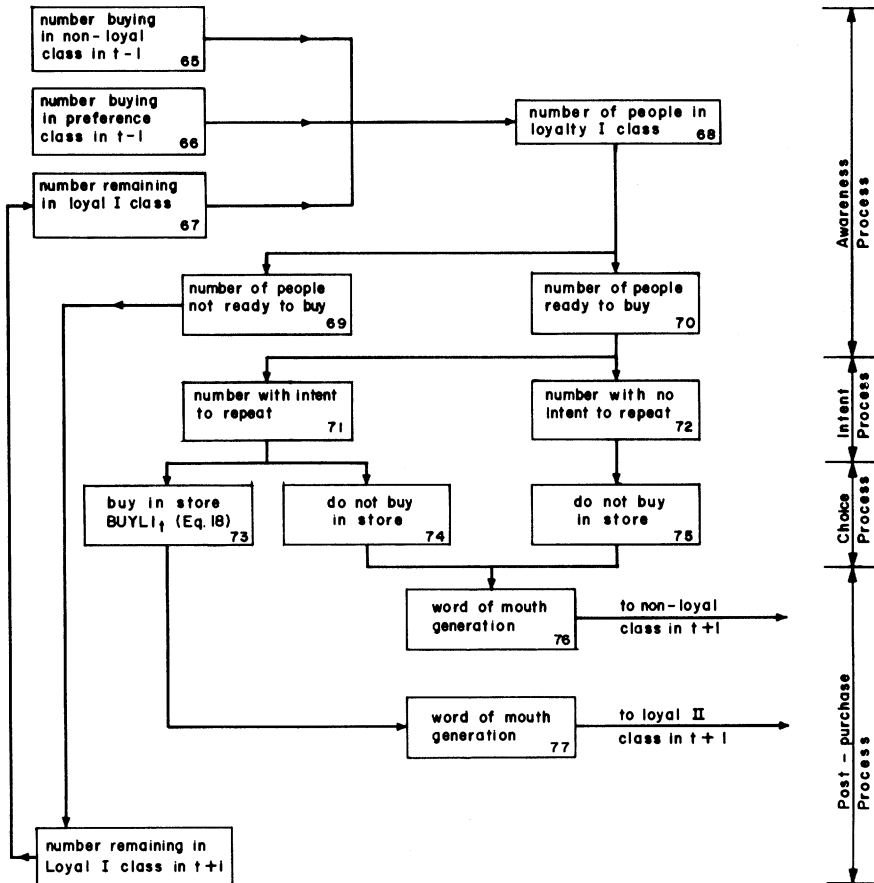 number buying
in non-loyal
class in t-1
65
number buying
in preference
class in t-1
66
number remaining
in loyal I class
67
number of people in
loyalty I class
68
number of people
not ready to buy
69
number of people
ready to buy
70
number with intent
to repeat
71
number with no
intent to repeat
72
buy in store
BUYLI t (Eq. 18)
73
do not buy
in store
74
do not buy
in store
75
word of mouth
generation
76
to non-loyal
class in t+1
word of mouth
generation
77
to loyal II
class in t+1
number remaining in
Loyal I class in t+i
Awareness
Process
Intent
Process
Choice
Process
Post - purchase
Process